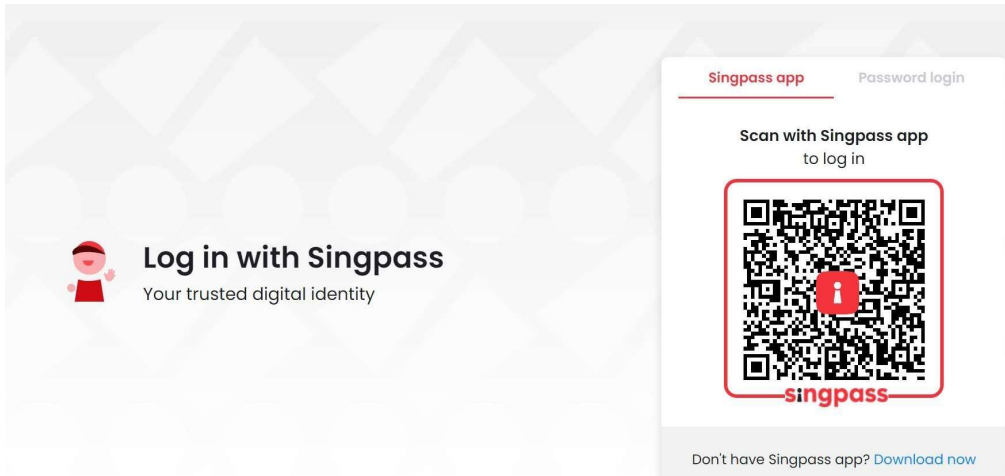 Singpass app
Password login
Scan with Singpass app
to log in
singpass
Log in with Singpass
Your trusted digital identity
Don't have Singpass app? Download now